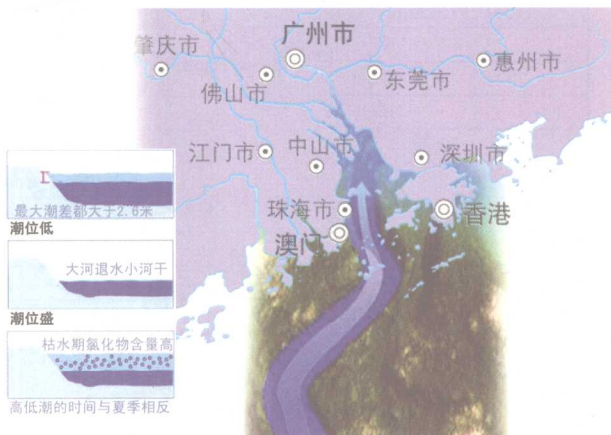 广州市
肇庆市
惠州市
佛山市
东莞市
江门市
中山市
深圳市
珠海市
香港
澳门
最大潮差都大于2.6米
潮位低
大河退水小河干
潮位盛
枯水期氯化物含量高
高低潮的时间与夏季相反